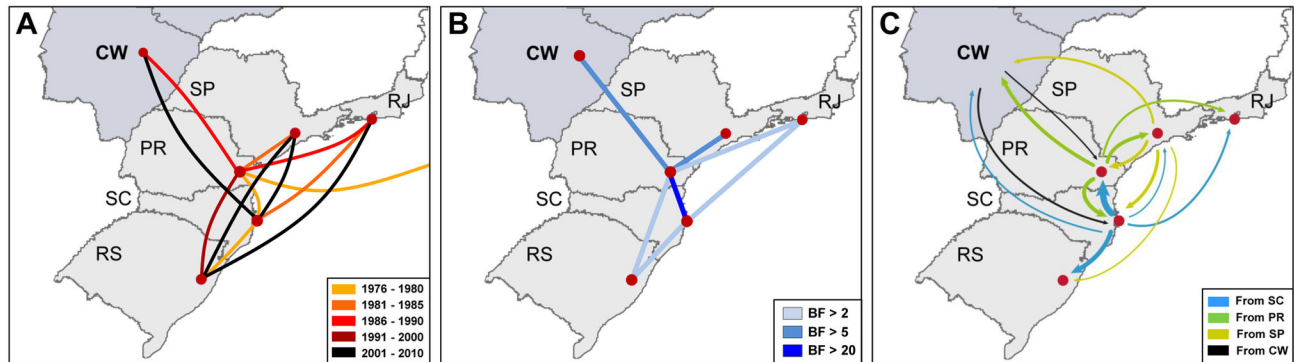 A
CW
SP
RJ
PR
SC
RS
1976 - 1980
1981 - 1985
1986 - 1990
1991 - 2000
2001 - 2010
B
CW
SP
RJ
PR
SC
RS
BF > 2
BF > 5
BF > 20
C
CW
SP
RJ
PR
SC
RS
From SC
From PR
From SP
From CW